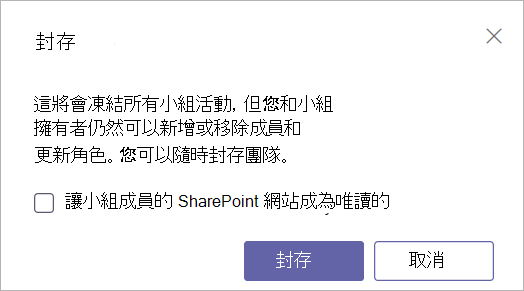 封存
這將會凍結所有小組活動, 但您和小組
擁有者仍然可以新增或移除成員和
更新角色。您可以隨時封存團隊。
讓小組成員的 SharePoint 網站成為唯讀的
封存
取消